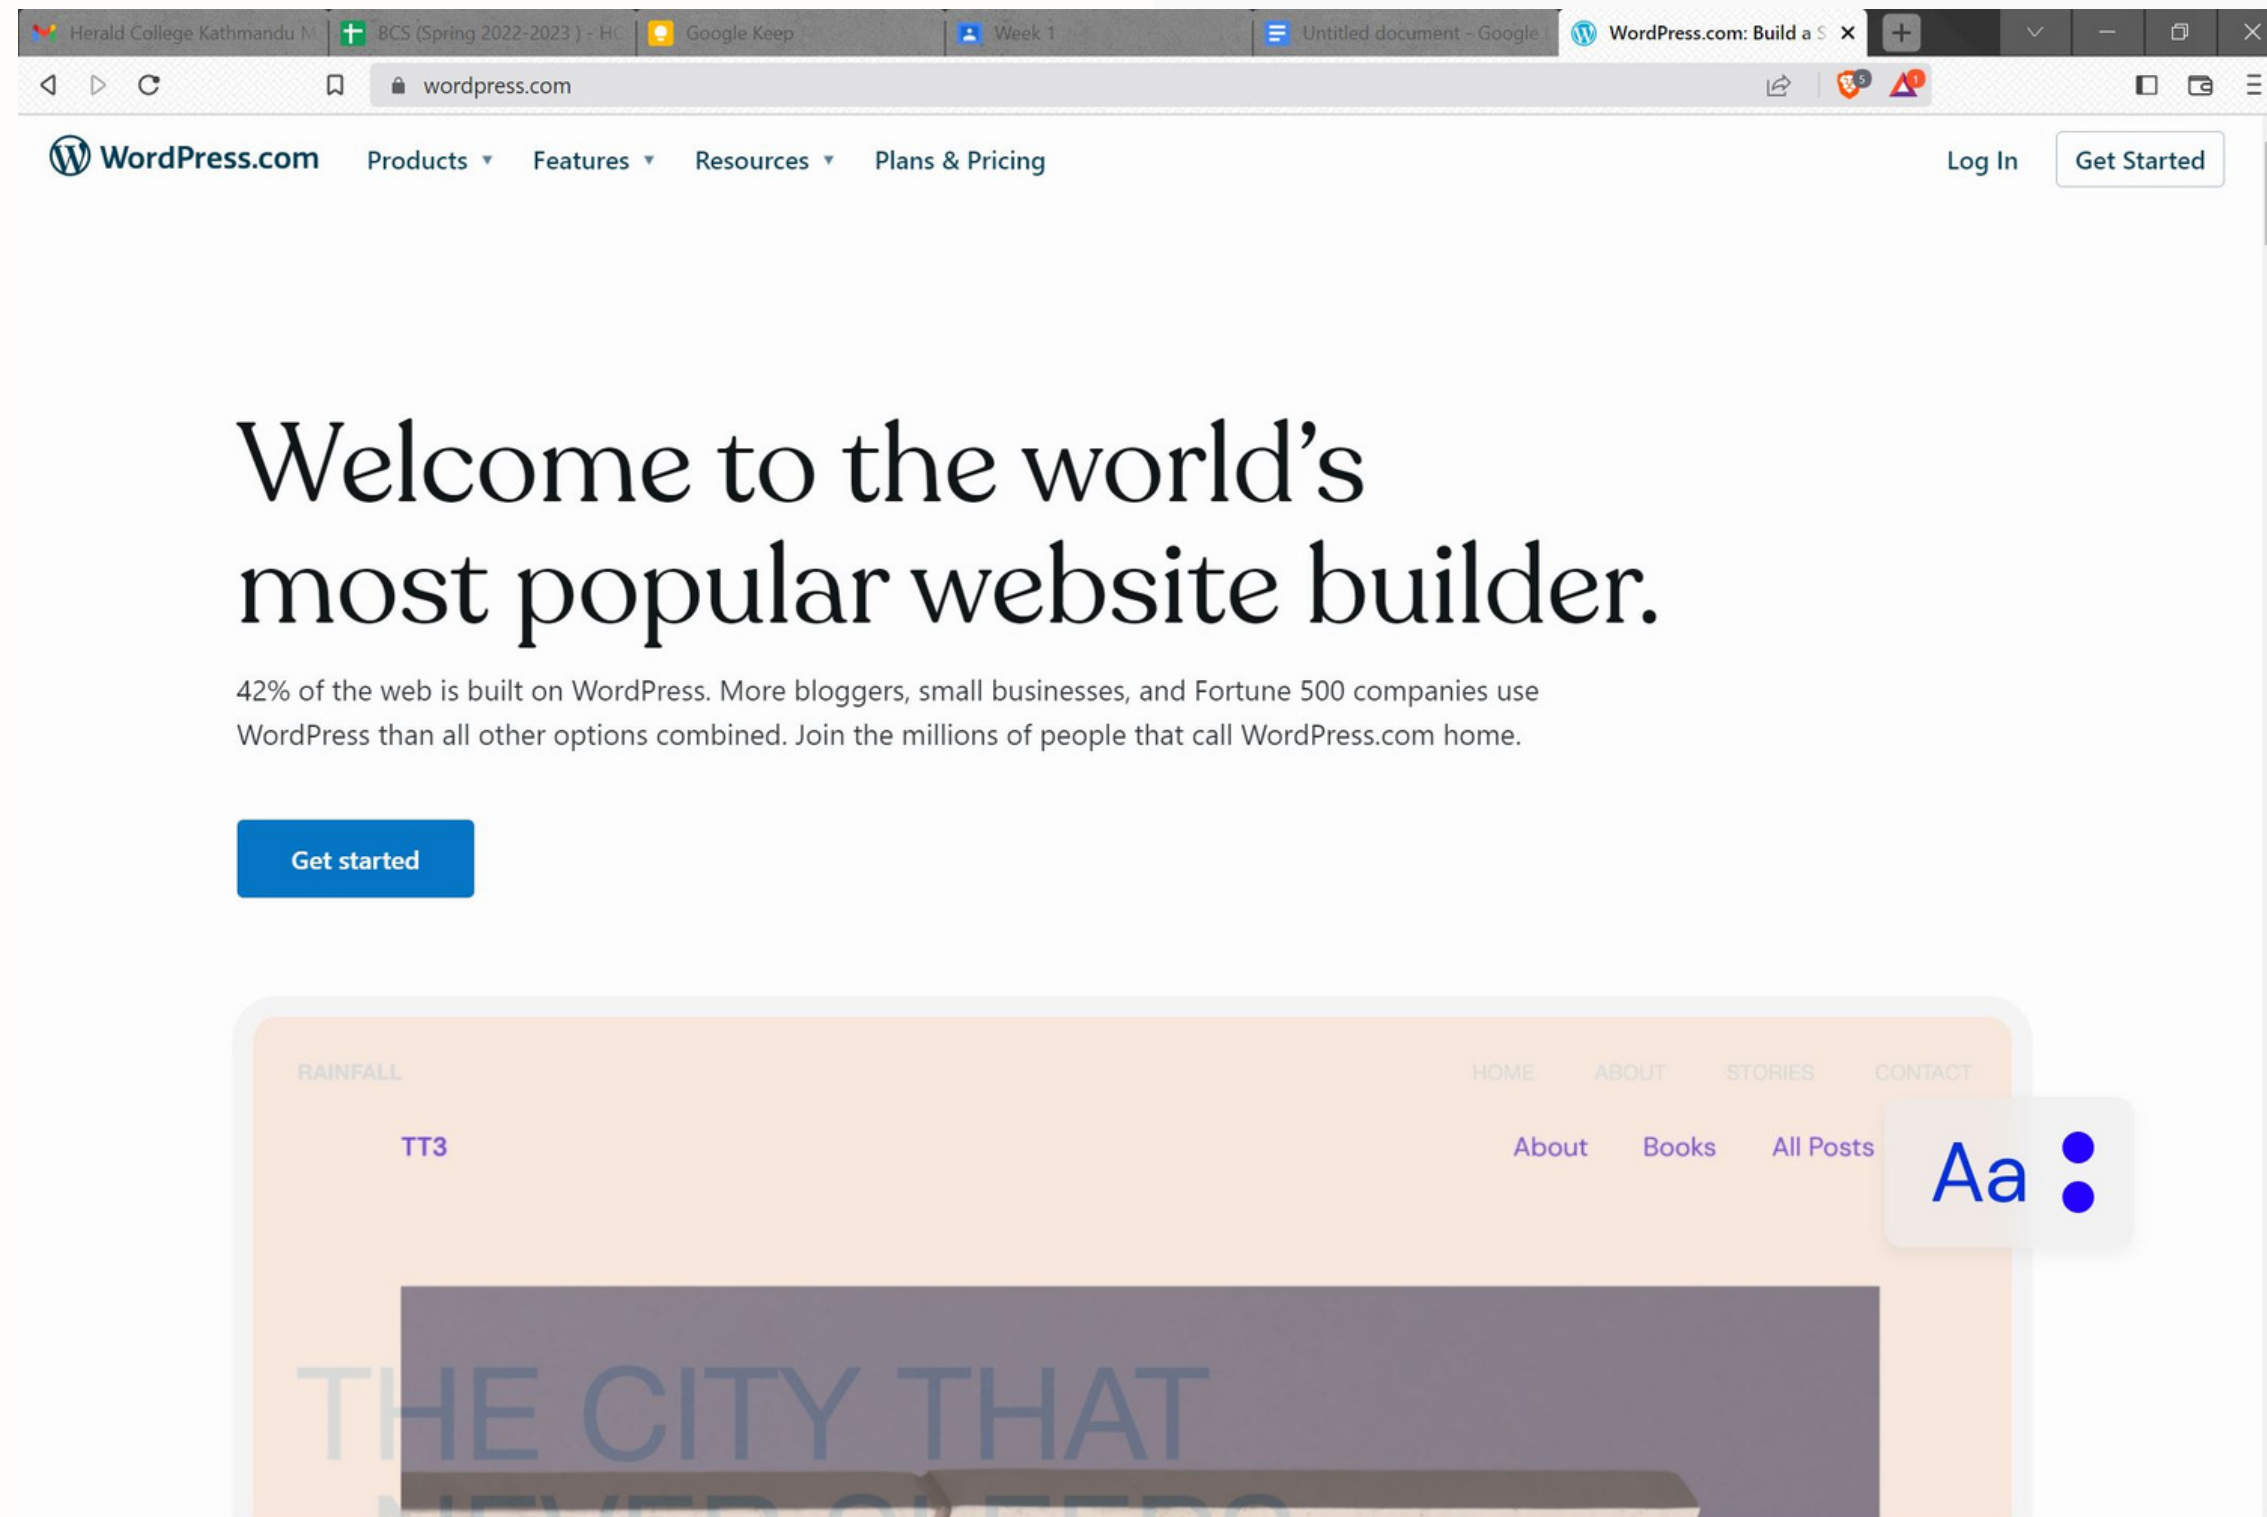 Herald College Kathmandu M
BCS (Spring 2022-2023 ) - HC
Google Keep
Week 1
Untitled document - Google
WordPress.com: Build a S
wordpress.com
5
1
WordPress.com
Products
Features
Resources
Plans & Pricing
Log In
Get Started
Welcome to the world’s
most popular website builder.
42% of the web is built on WordPress. More bloggers, small businesses, and Fortune 500 companies use
WordPress than all other options combined. Join the millions of people that call WordPress.com home.
Get started
RAINFALL
HOME
ABOUT
STORIES
CONTACT
TT3
About
Books
All Posts
Aa
THE CITY THAT
NEVER SLEEPS